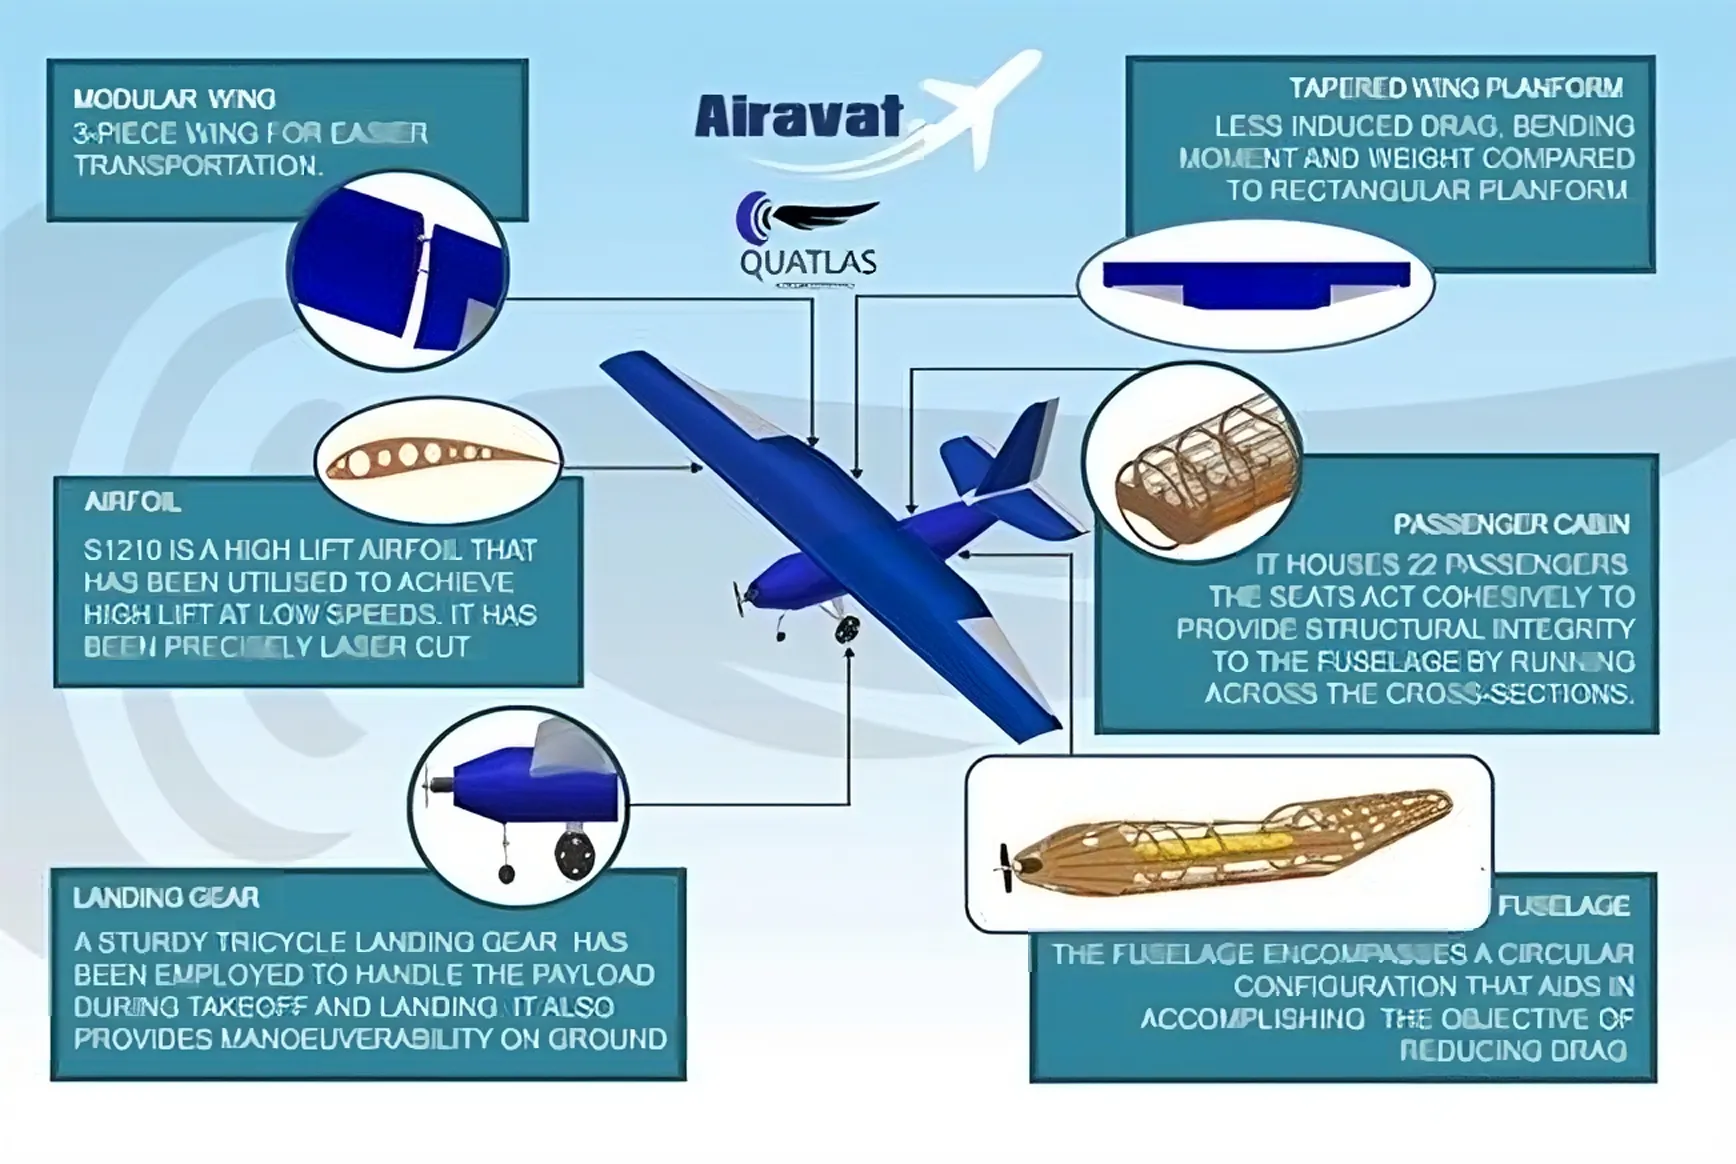 Airavat
QUATLAS
MODULAR WING
3-PIECE WING FOR EASIER
TRANSPORTATION.
TAPERED WING PLANFORM
LESS INDUCED DRAG, BENDING
MOMENT AND WEIGHT COMPARED
TO RECTANGULAR PLANFORM
AIRFOIL
S1210 IS A HIGH LIFT AIRFOIL THAT
HAS BEEN UTILISED TO ACHIEVE
HIGH LIFT AT LOW SPEEDS. IT HAS
BEEN PRECISELY LASER CUT
PASSENGER CABIN
IT HOUSES 22 PASSENGERS
THE SEATS ACT COHESIVELY TO
PROVIDE STRUCTURAL INTEGRITY
TO THE FUSELAGE BY RUNNING
ACROSS THE CROSS-SECTIONS.
LANDING GEAR
A STURDY TRICYCLE LANDING GEAR HAS
BEEN EMPLOYED TO HANDLE THE PAYLOAD
DURING TAKEOFF AND LANDING. IT ALSO
PROVIDES MANOEUVERABILITY ON GROUND
FUSELAGE
THE FUSELAGE ENCOMPASSES A CIRCULAR
CONFIGURATION THAT AIDS IN
ACCOMPLISHING THE OBJECTIVE OF
REDUCING DRAG